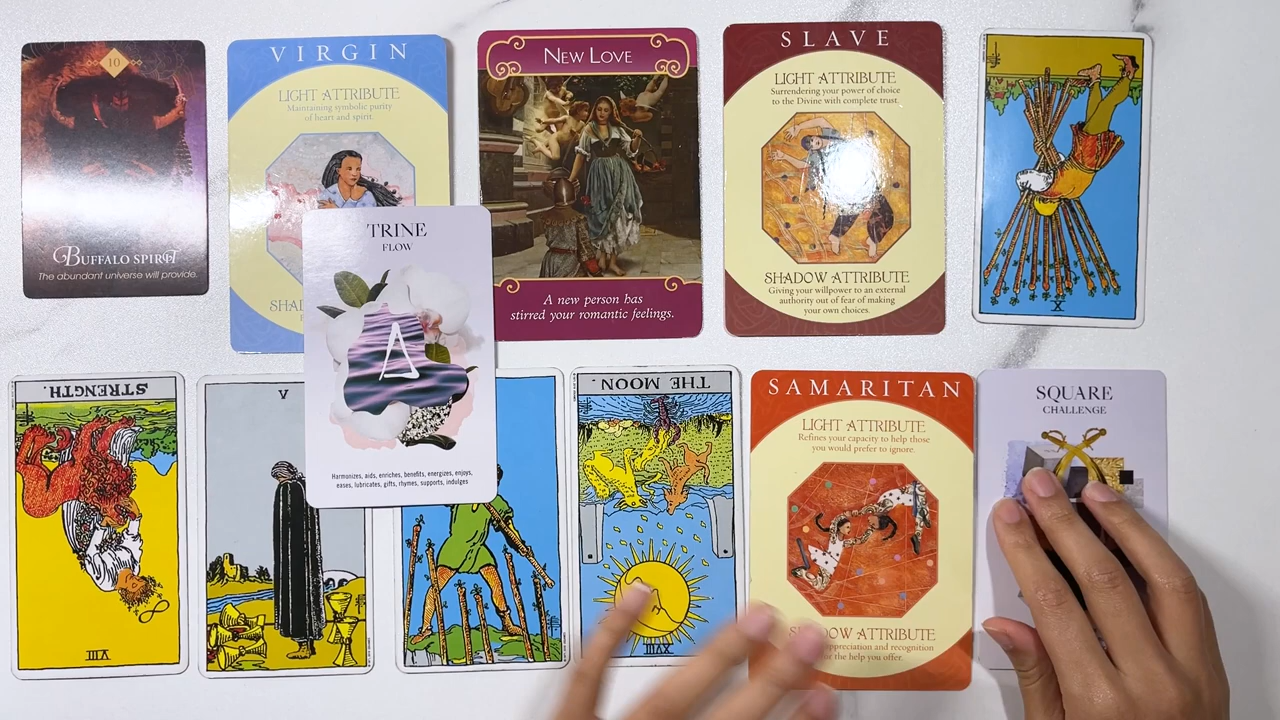 10
BUFFALO SPIRIT
The abundant universe will provide.
VIRGIN
LIGHT ATTRIBUTE
Maintaining symbolic purity
of heart and spirit.
TRINE
FLOW
Harmonizes, aids, enriches, benefits, energizes, enjoys,
eases, lubricates, gifts, rhymes, supports, indulges
NEW LOVE
A new person has
stirred your romantic feelings.
SLAVE
LIGHT ATTRIBUTE
Surrendering your power of choice
to the Divine with complete trust.
SHADOW ATTRIBUTE
Giving your willpower to an external
authority out of fear of making
your own choices.
X
STRENGTH.
VIII
V
THE MOON.
XVIII
SAMARITAN
LIGHT ATTRIBUTE
Refines your capacity to help those
you would prefer to ignore.
ATTRIBUTE
appreciation and recognition
the help you offer.
SQUARE
CHALLENGE